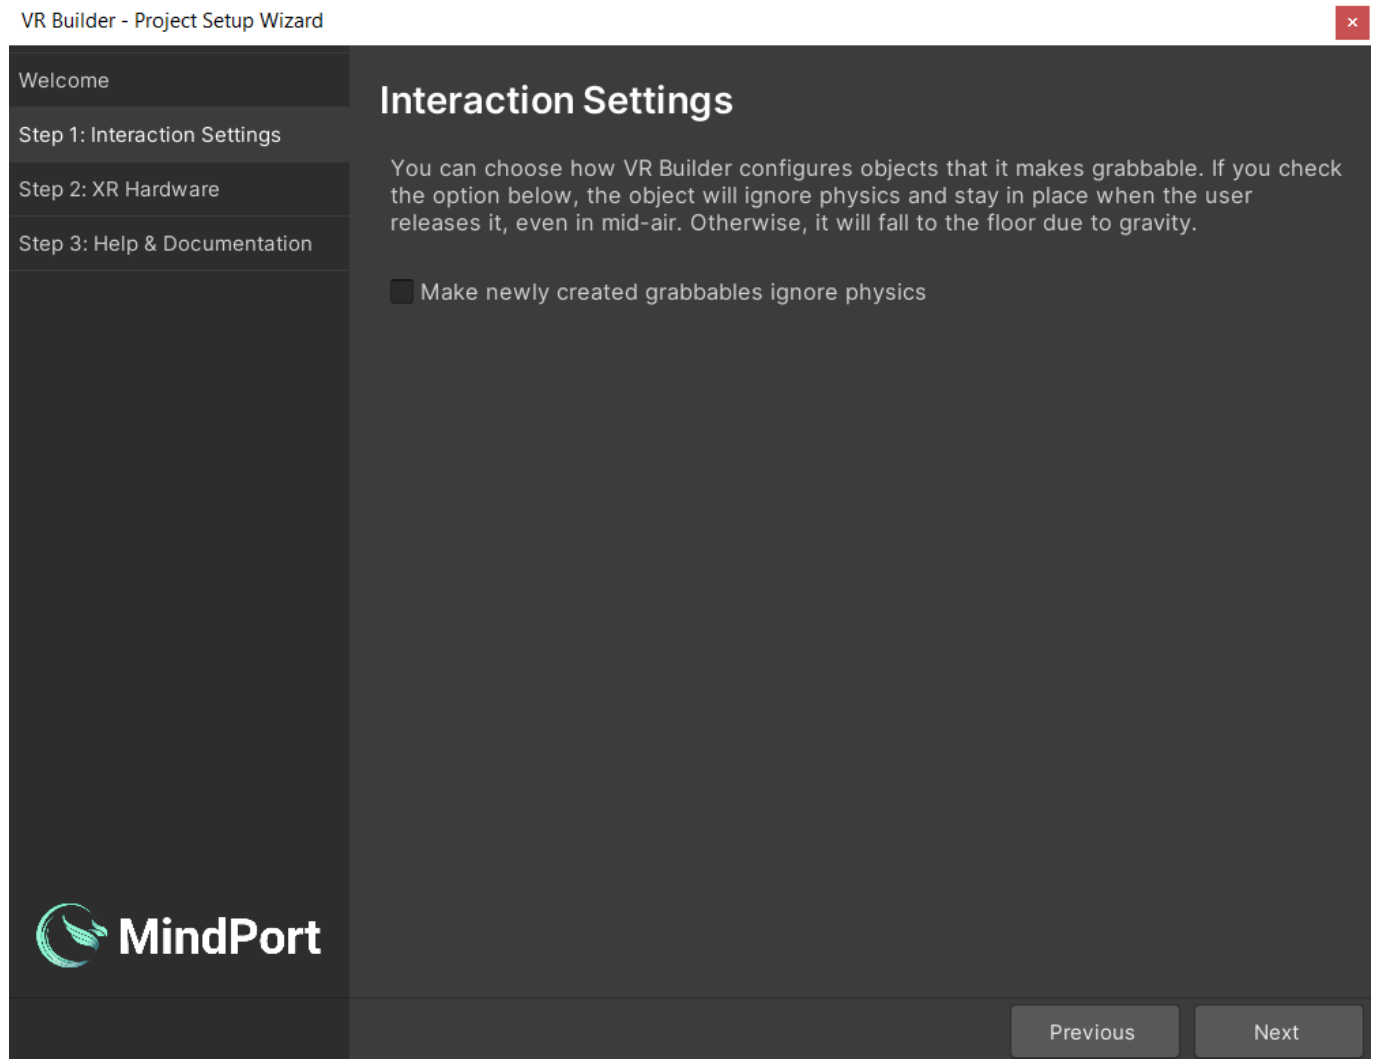 VR Builder - Project Setup Wizard
Welcome
Step 1: Interaction Settings
Step 2: XR Hardware
Step 3: Help & Documentation
Interaction Settings
You can choose how VR Builder configures objects that it makes grabbable. If you check
the option below, the object will ignore physics and stay in place when the user
releases it, even in mid-air. Otherwise, it will fall to the floor due to gravity.
Make newly created grabbables ignore physics
MindPort
Previous
Next